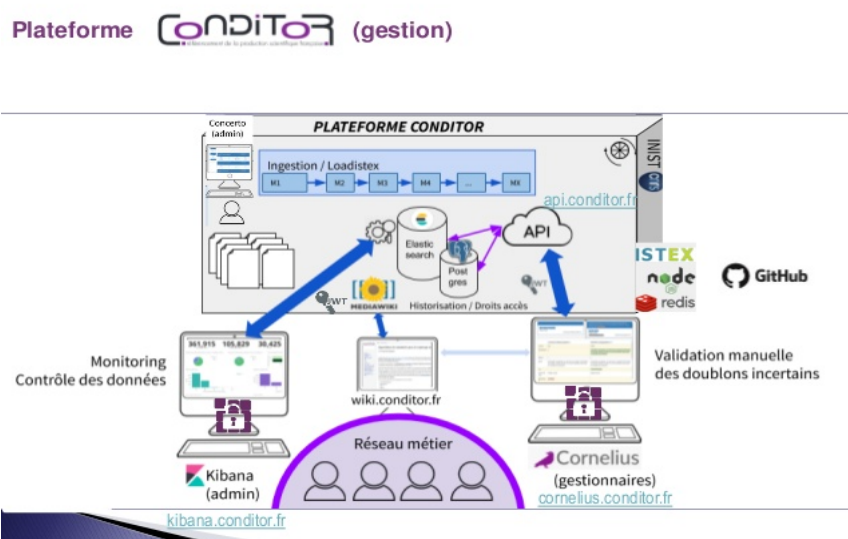 Plateforme CONDITOR (gestion)
Concerto
(admin)
PLATEFORME CONDITOR
INIST
cnrs
Ingestion / Loadistex
M1
M2
M3
M4
...
MX
api.conditor.fr
API
Elastic
search
Post
gres
JWT
JWT
MEDIAWIKI
Historisation / Droits accès
ISTEX
node
JS
redis
GitHub
361,915 105,829 30,425
Monitoring
Contrôle des données
wiki.conditor.fr
Validation manuelle
des doublons incertains
Réseau métier
Kibana
(admin)
kibana.conditor.fr
Cornelius
(gestionnaires)
cornelius.conditor.fr